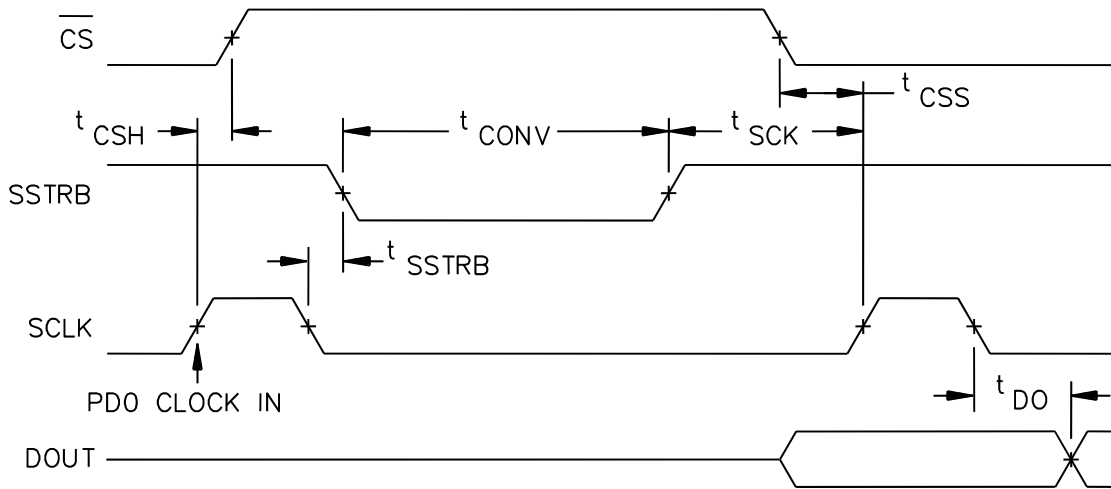 CS
t CSS
t CSH
t CONV
t SCK
SSTRB
t SSTRB
SCLK
PD0 CLOCK IN
t DO
DOUT